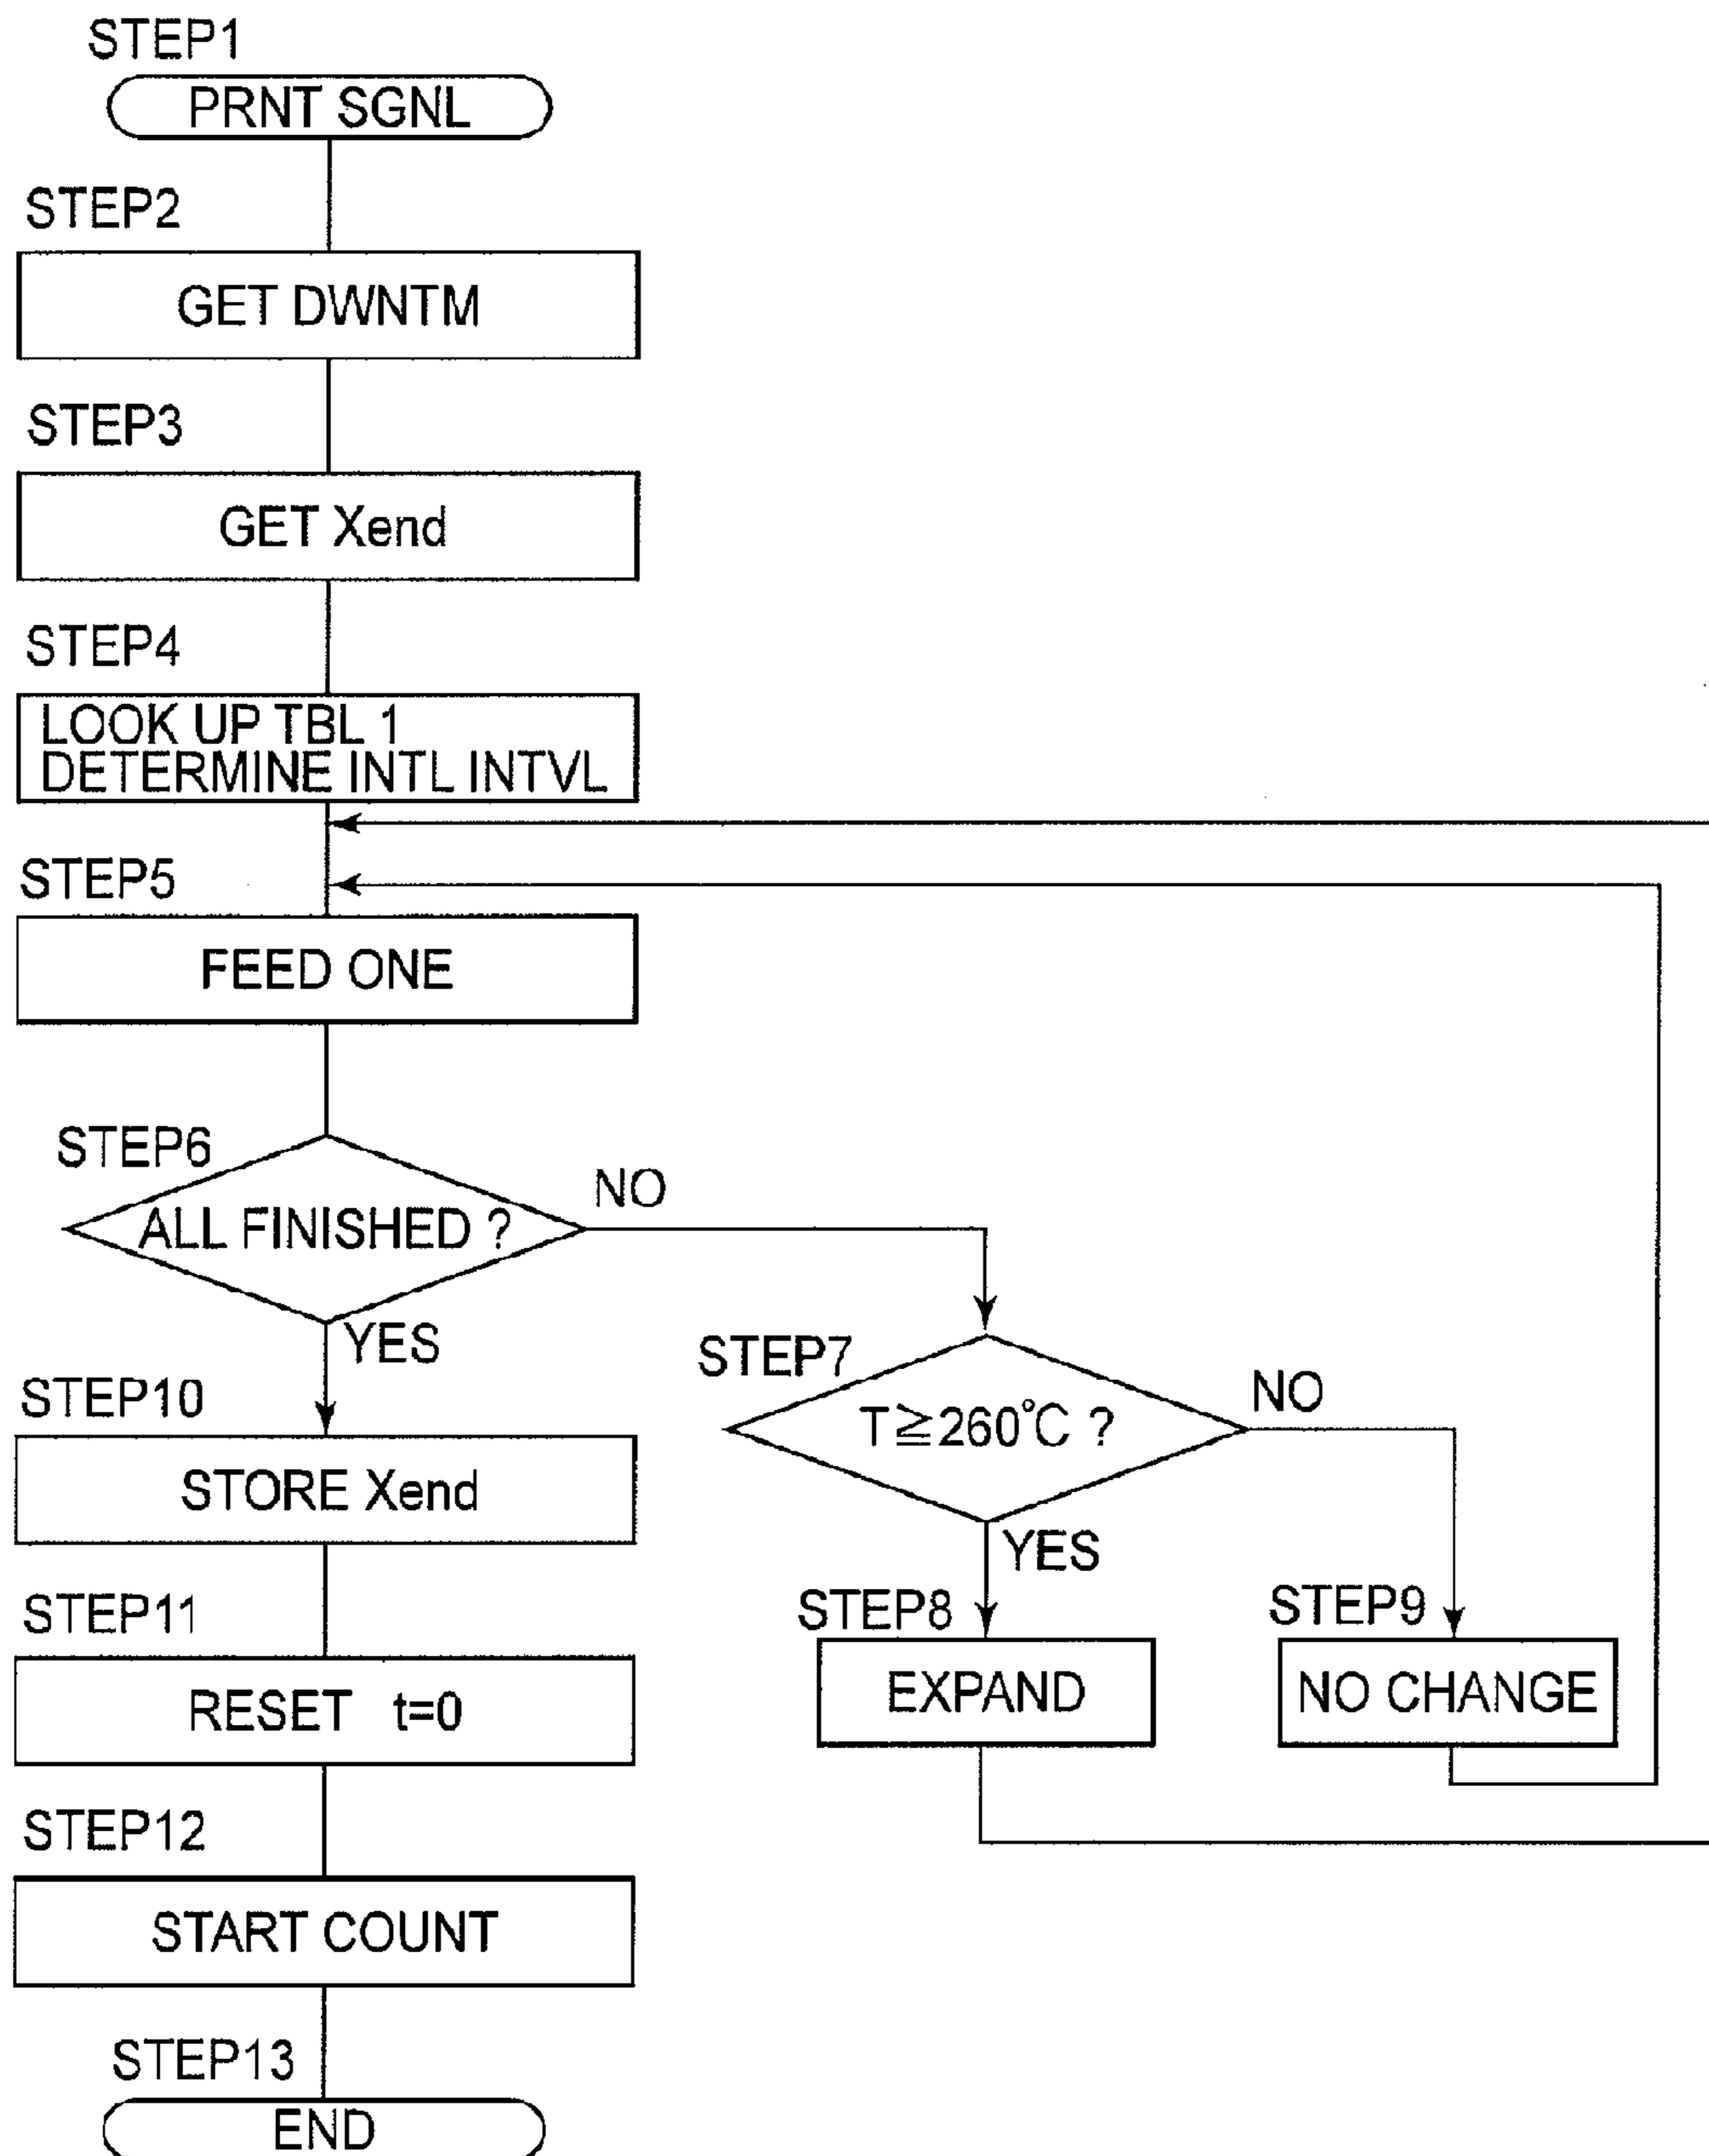 STEP1
PRNT SGNL
STEP2
GET DWNTM
STEP3
GET Xend
STEP4
LOOK UP TBL 1
DETERMINE INTL INTVL
STEP5
FEED ONE
STEP6
ALL FINISHED ?
NO
YES
STEP7
T≧260°C ?
NO
YES
STEP8
EXPAND
STEP9
NO CHANGE
STEP10
STORE Xend
STEP11
RESET t=0
STEP12
START COUNT
STEP13
END